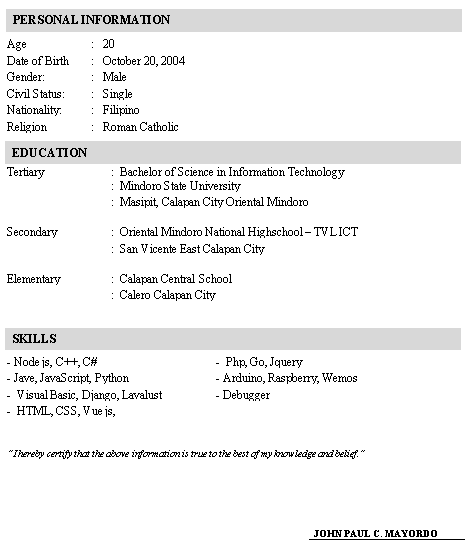 PERSONAL INFORMATION
Age : 20
Date of Birth : October 20, 2004
Gender: : Male
Civil Status: : Single
Nationality: : Filipino
Religion : Roman Catholic
EDUCATION
Tertiary : Bachelor of Science in Information Technology
: Mindoro State University
: Masipit, Calapan City Oriental Mindoro
Secondary : Oriental Mindoro National Highschool – TVL ICT
: San Vicente East Calapan City
Elementary : Calapan Central School
: Calero Calapan City
SKILLS
- Node js, C++, C# - Php, Go, Jquery
- Jave, JavaScript, Python - Arduino, Raspberry, Wemos
- Visual Basic, Django, Lavalust - Debugger
- HTML, CSS, Vue js,
"I hereby certify that the above information is true to the best of my knowledge and belief."
JOHN PAUL C. MAYORDO